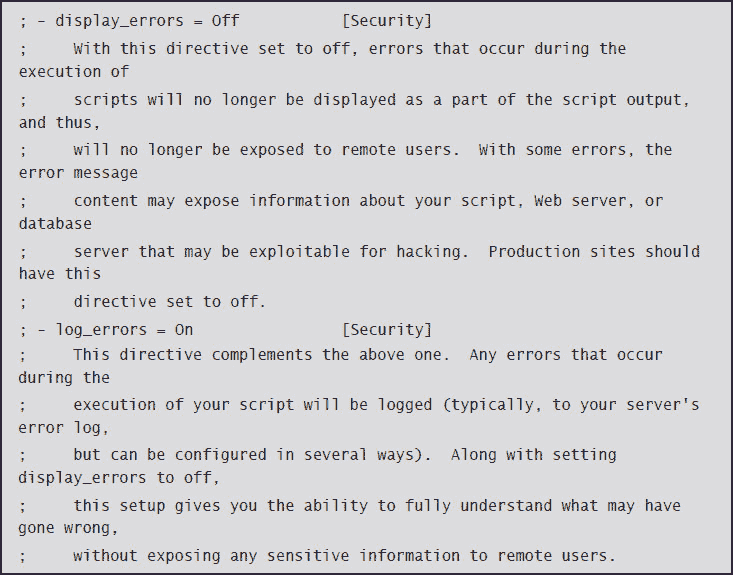 ; - display_errors = Off           [Security]
;     With this directive set to off, errors that occur during the
execution of
;     scripts will no longer be displayed as a part of the script output,
and thus,
;     will no longer be exposed to remote users.  With some errors, the
error message
;     content may expose information about your script, Web server, or
database
;     server that may be exploitable for hacking.  Production sites should
have this
;     directive set to off.
; - log_errors = On                [Security]
;     This directive complements the above one.  Any errors that occur
during the
;     execution of your script will be logged (typically, to your server's
error log,
;     but can be configured in several ways).  Along with setting
display_errors to off,
;     this setup gives you the ability to fully understand what may have
gone wrong,
;     without exposing any sensitive information to remote users.